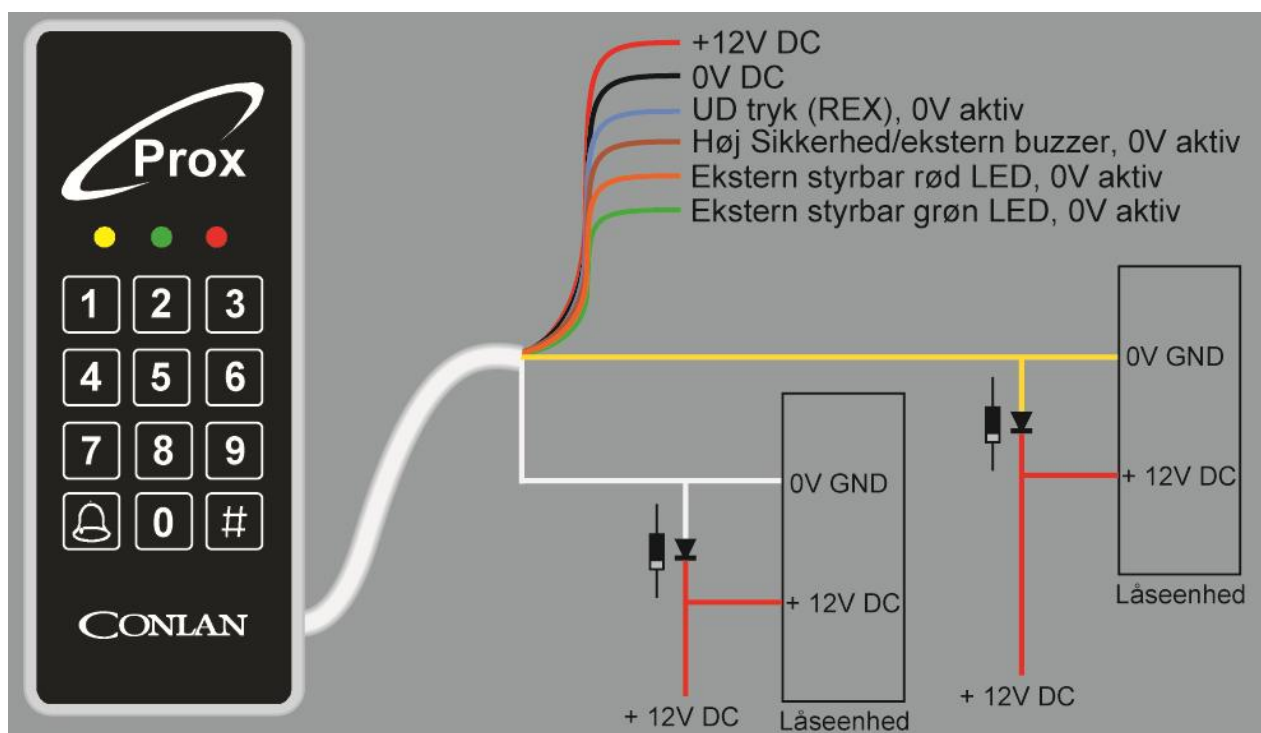 Prox
1 2 3
4 5 6
7 8 9
0 #
CONLAN
+12V DC
0V DC
UD tryk (REX), 0V aktiv
Høj Sikkerhed/ekstern buzzer, 0V aktiv
Ekstern styrbar rød LED, 0V aktiv
Ekstern styrbar grøn LED, 0V aktiv
0V GND
+ 12V DC
Låseenhed
+ 12V DC
0V GND
+ 12V DC
Låseenhed
+ 12V DC